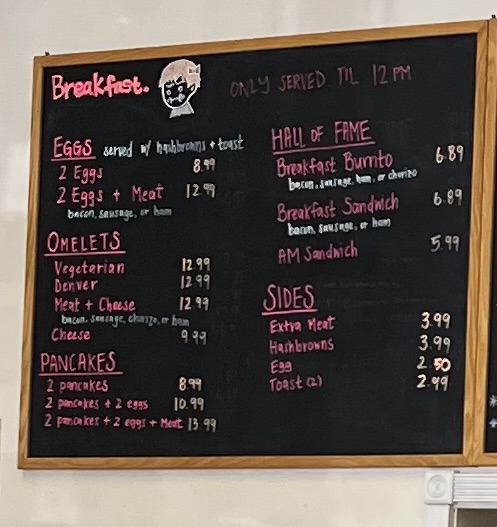 Breakfast.
ONLY SERVED TIL 12 PM
EGGS served w/ hashbrowns + toast
2 Eggs 8.99
2 Eggs + Meat 12.99
bacon, sausage, or ham
OMELETS
Vegetarian 12.99
Denver 12.99
Meat + Cheese 12.99
bacon, sausage, chorizo, or ham
Cheese 9.99
PANCAKES
2 pancakes 8.99
2 pancakes + 2 eggs 10.99
2 pancakes + 2 eggs + Meat 13.99
HALL OF FAME
Breakfast Burrito 6.89
bacon, sausage, ham, or chorizo
Breakfast Sandwich 6.89
bacon, sausage, or ham
AM Sandwich 5.99
SIDES
Extra Meat 3.99
Hashbrowns 3.99
Egg 2.50
Toast (2) 2.99